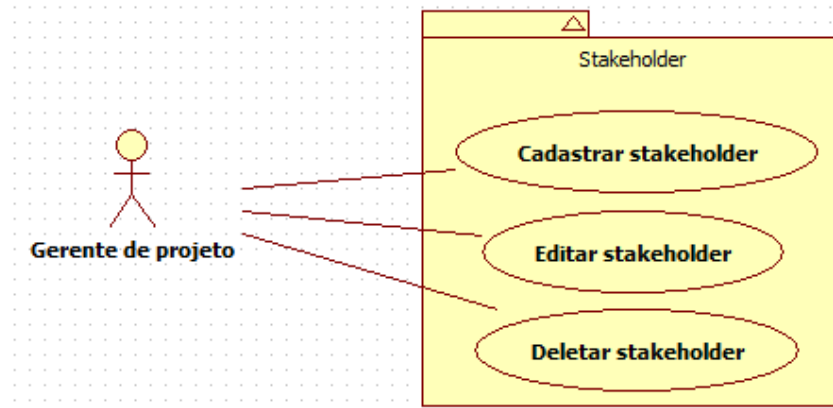 Stakeholder
Cadastrar stakeholder
Gerente de projeto
Editar stakeholder
Deletar stakeholder